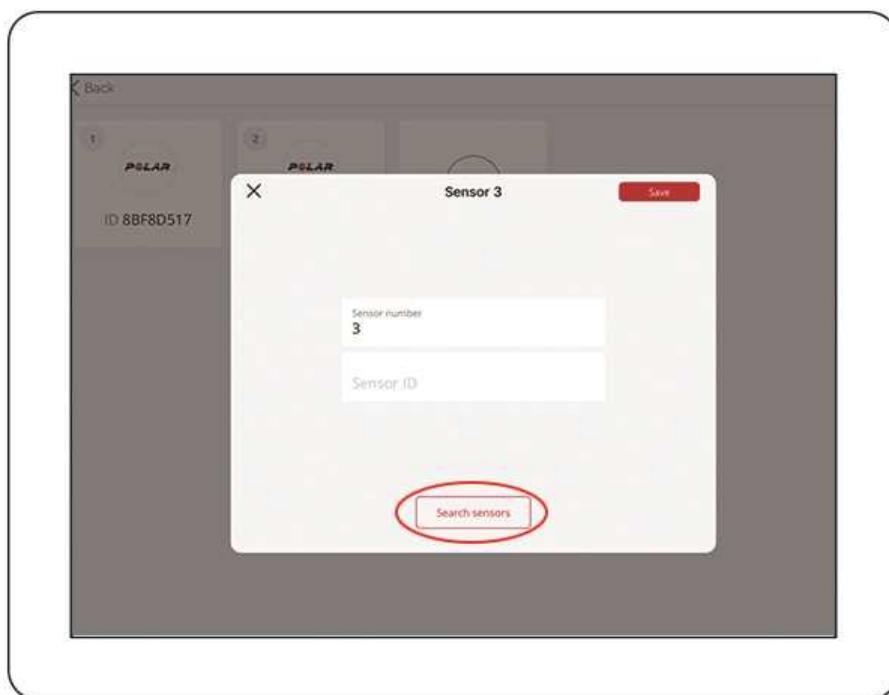 Back
1
2
POLAR
POLAR
ID 8BF8D517
Sensor 3
Save
Sensor number
3
Sensor ID
Search sensors